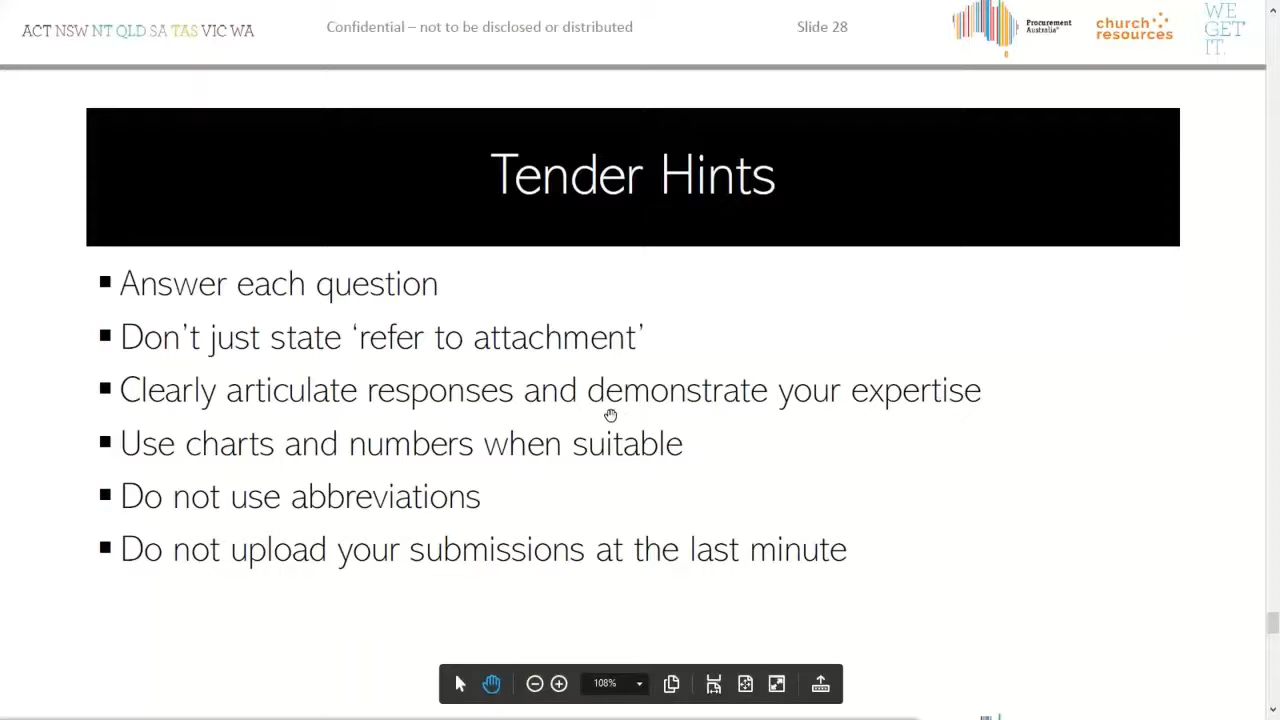 ACT NSW NT QLD SA TAS VIC WA
Confidential – not to be disclosed or distributed
Slide 28
Procurement
Australia
church
resources
WE
GET
IT.
Tender Hints
▪ Answer each question
▪ Don't just state ‘refer to attachment’
▪ Clearly articulate responses and demonstrate your expertise
▪ Use charts and numbers when suitable
▪ Do not use abbreviations
▪ Do not upload your submissions at the last minute
108%